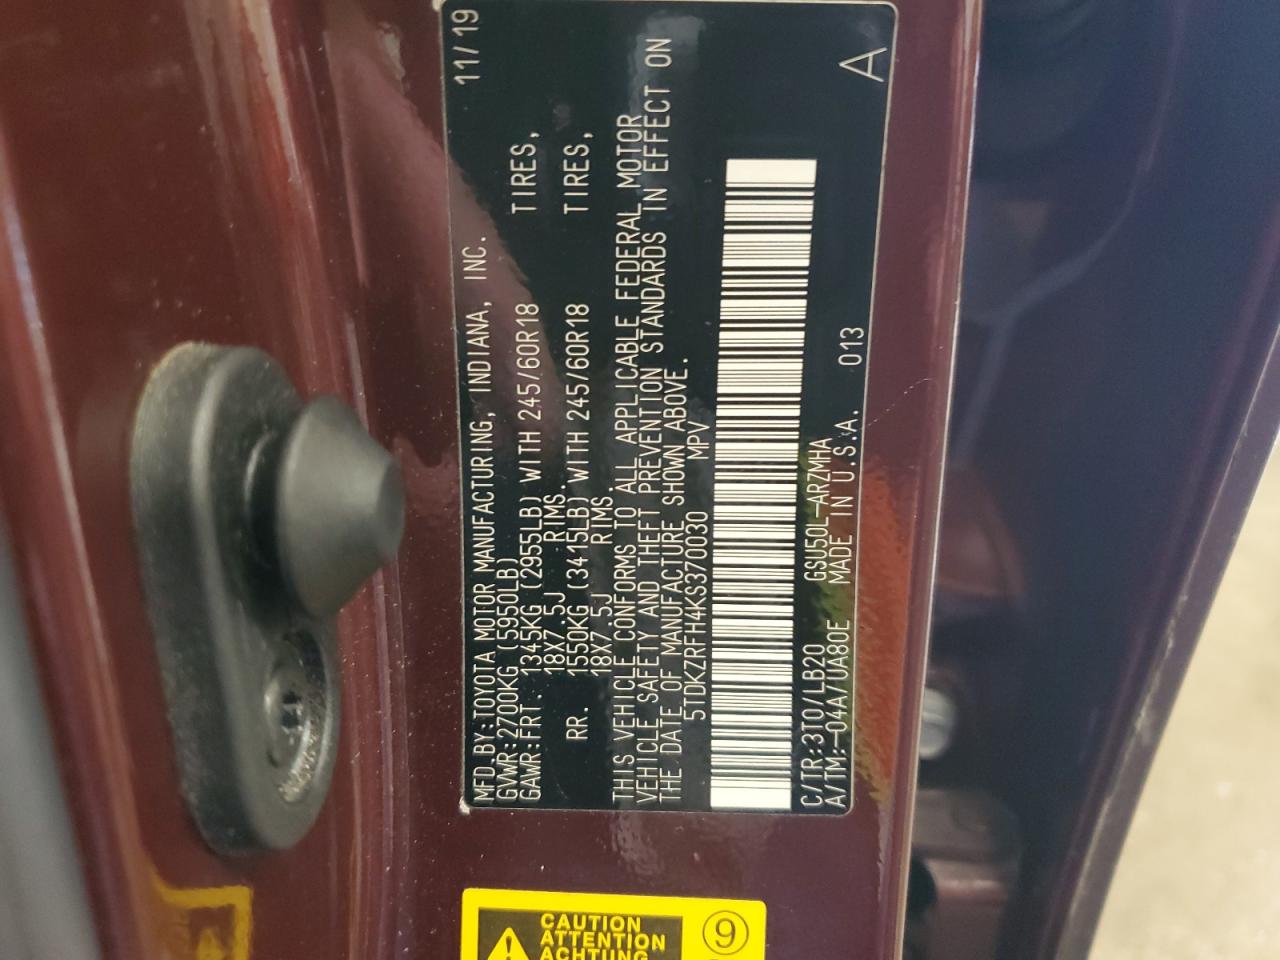 MFD.BY:TOYOTA MOTOR MANUFACTURING, INDIANA, INC. 11/19
GVWR:2700KG (5950LB)
GAWR:FRT. 1345KG (2955LB) WITH 245/60R18 TIRES,
18X7.5J RIMS.
RR. 1550KG (3415LB) WITH 245/60R18 TIRES,
18X7.5J RIMS.
THIS VEHICLE CONFORMS TO ALL APPLICABLE FEDERAL MOTOR
VEHICLE SAFETY AND THEFT PREVENTION STANDARDS IN EFFECT ON
THE DATE OF MANUFACTURE SHOWN ABOVE.
5TDKZRFH4KS370030 MPV
C/TR:3T0/LB20 GSU50L-ARZMHA
A/TM:-04A/UA80E MADE IN U.S.A. 013
A
CAUTION
ATTENTION
ACHTUNG
9